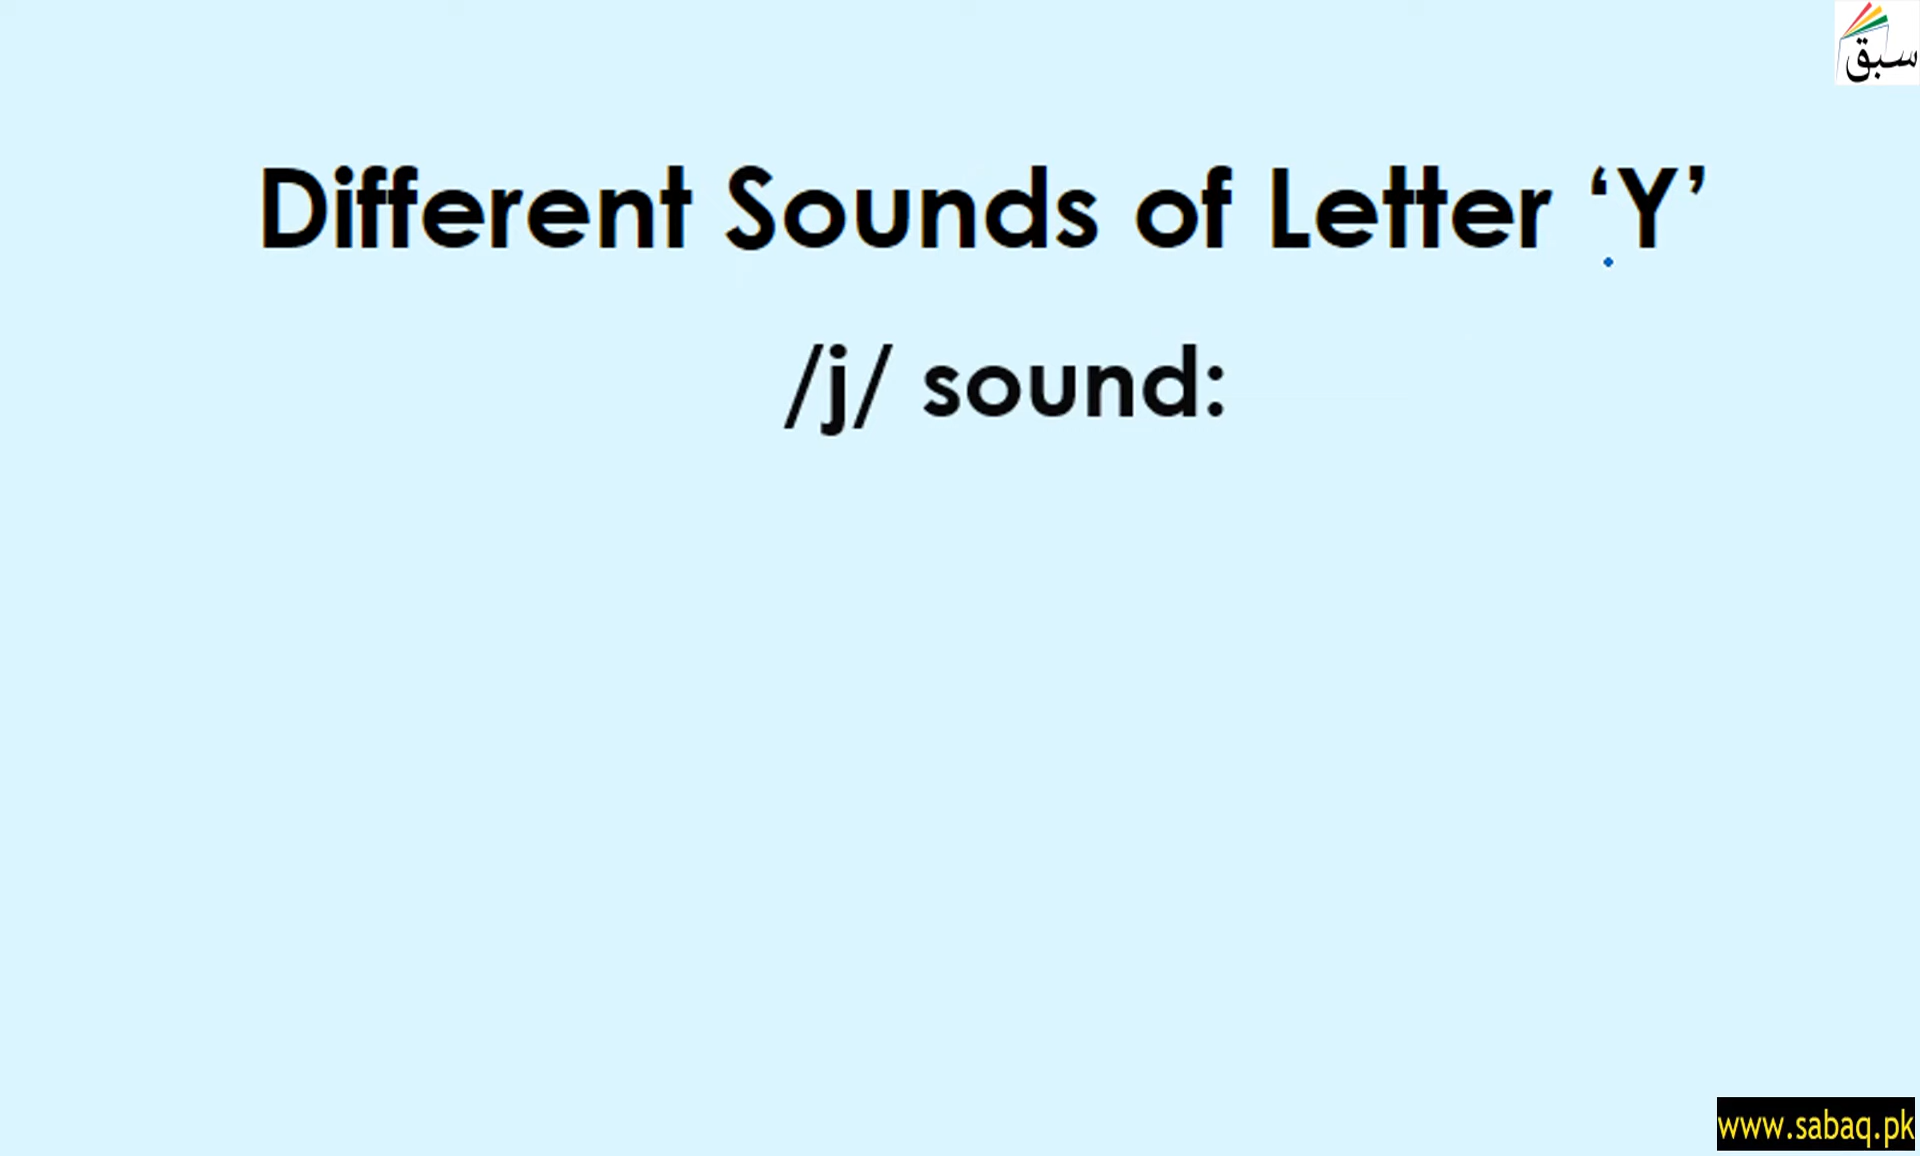 سبق
Different Sounds of Letter ‘Y’
/j/ sound:
www.sabaq.pk